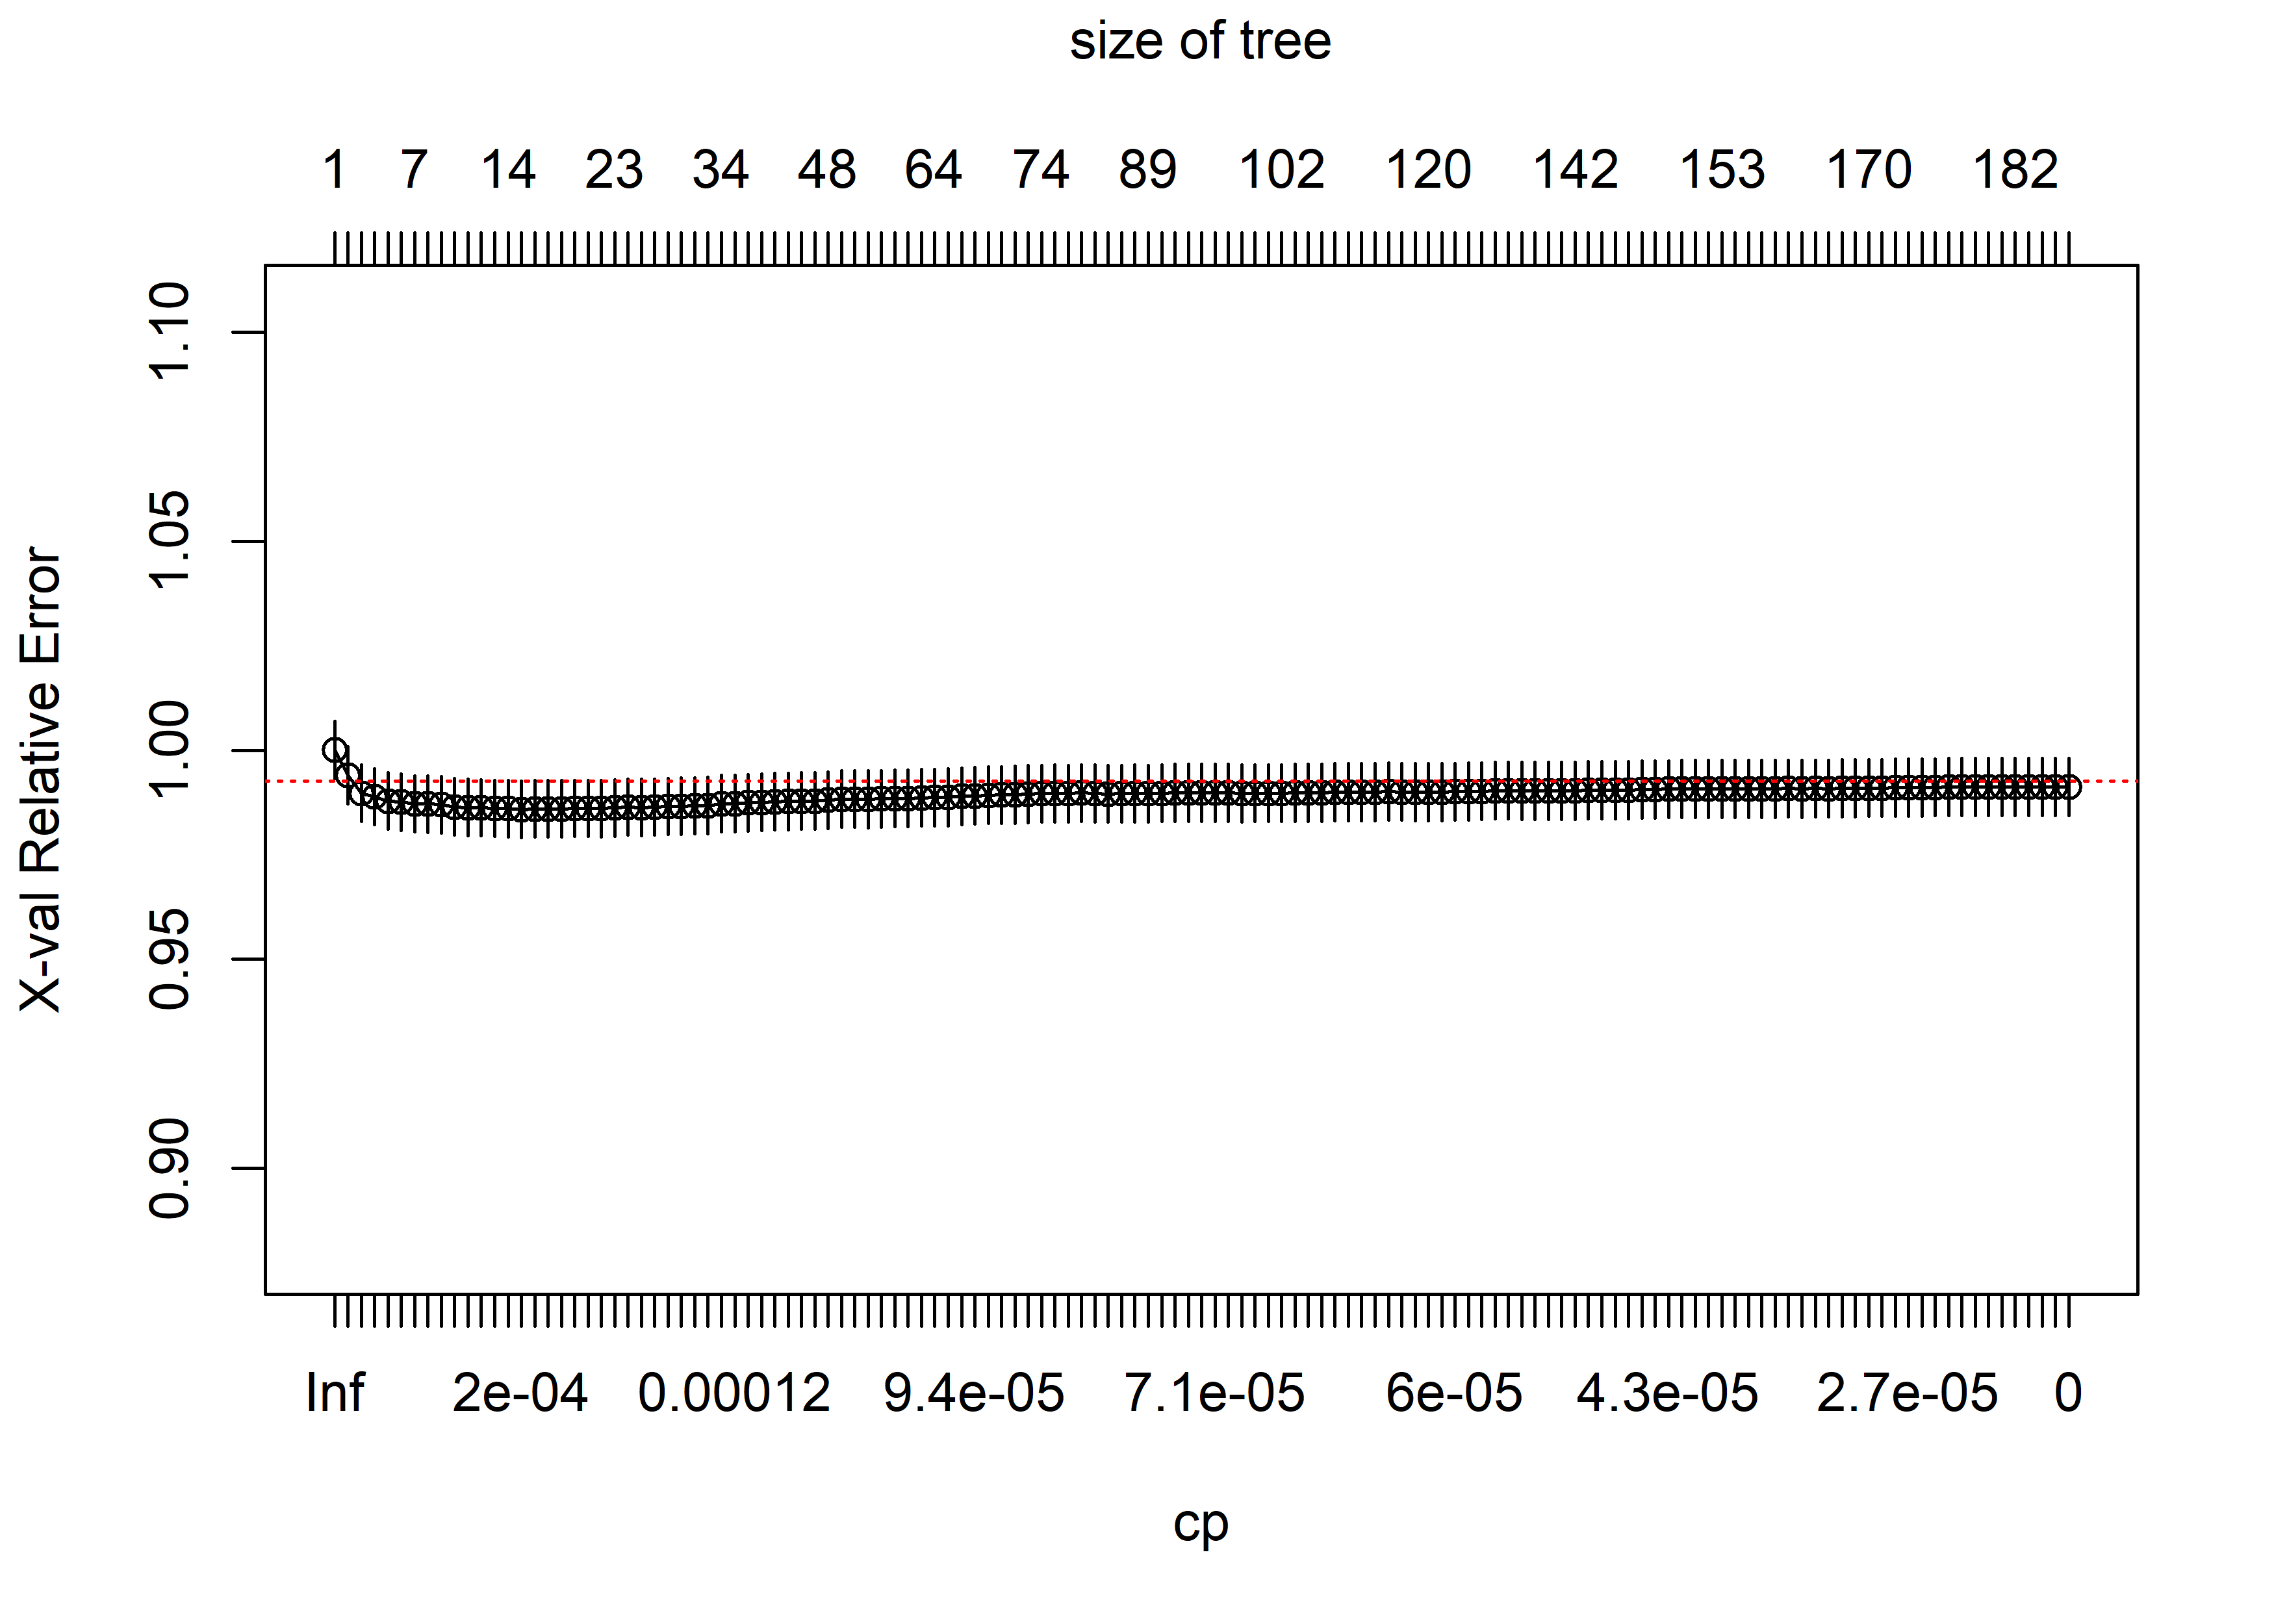 size of tree
1 7 14 23 34 48 64 74 89 102 120 142 153 170 182
X-val Relative Error
1.10
1.05
1.00
0.95
0.90
Inf 2e-04 0.00012 9.4e-05 7.1e-05 6e-05 4.3e-05 2.7e-05 0
cp